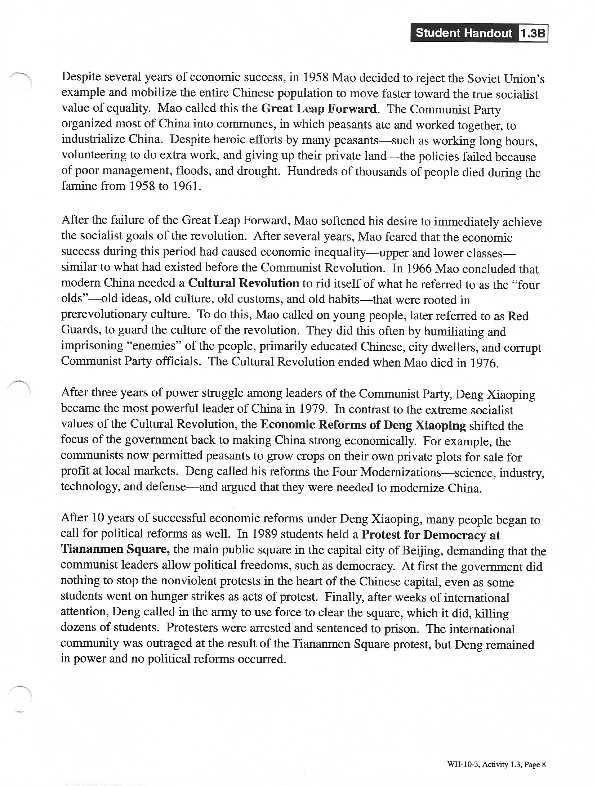 Student Handout 1.3B
Despite several years of economic success, in 1958 Mao decided to reject the Soviet Union's
example and mobilize the entire Chinese population to move faster toward the true socialist
value of equality. Mao called this the Great Leap Forward. The Communist Party
organized most of China into communes, in which peasants ate and worked together, to
industrialize China. Despite heroic efforts by many peasants—such as working long hours,
volunteering to do extra work, and giving up their private land—the policies failed because
of poor management, floods, and drought. Hundreds of thousands of people died during the
famine from 1958 to 1961.
After the failure of the Great Leap Forward, Mao softened his desire to immediately achieve
the socialist goals of the revolution. After several years, Mao feared that the economic
success during this period had caused economic inequality—upper and lower classes—
similar to what had existed before the Communist Revolution. In 1966 Mao concluded that
modern China needed a Cultural Revolution to rid itself of what he referred to as the "four
olds"—old ideas, old culture, old customs, and old habits—that were rooted in
prerevolutionary culture. To do this, Mao called on young people, later referred to as Red
Guards, to guard the culture of the revolution. They did this often by humiliating and
imprisoning "enemies" of the people, primarily educated Chinese, city dwellers, and corrupt
Communist Party officials. The Cultural Revolution ended when Mao died in 1976.
After three years of power struggle among leaders of the Communist Party, Deng Xiaoping
became the most powerful leader of China in 1979. In contrast to the extreme socialist
values of the Cultural Revolution, the Economic Reforms of Deng Xiaoping shifted the
focus of the government back to making China strong economically. For example, the
communists now permitted peasants to grow crops on their own private plots for sale for
profit at local markets. Deng called his reforms the Four Modernizations—science, industry,
technology, and defense—and argued that they were needed to modernize China.
After 10 years of successful economic reforms under Deng Xiaoping, many people began to
call for political reforms as well. In 1989 students held a Protest for Democracy at
Tiananmen Square, the main public square in the capital city of Beijing, demanding that the
communist leaders allow political freedoms, such as democracy. At first the government did
nothing to stop the nonviolent protests in the heart of the Chinese capital, even as some
students went on hunger strikes as acts of protest. Finally, after weeks of international
attention, Deng called in the army to use force to clear the square, which it did, killing
dozens of students. Protesters were arrested and sentenced to prison. The international
community was outraged at the result of the Tiananmen Square protest, but Deng remained
in power and no political reforms occurred.
WH-10-3, Activity 1.3, Page 8